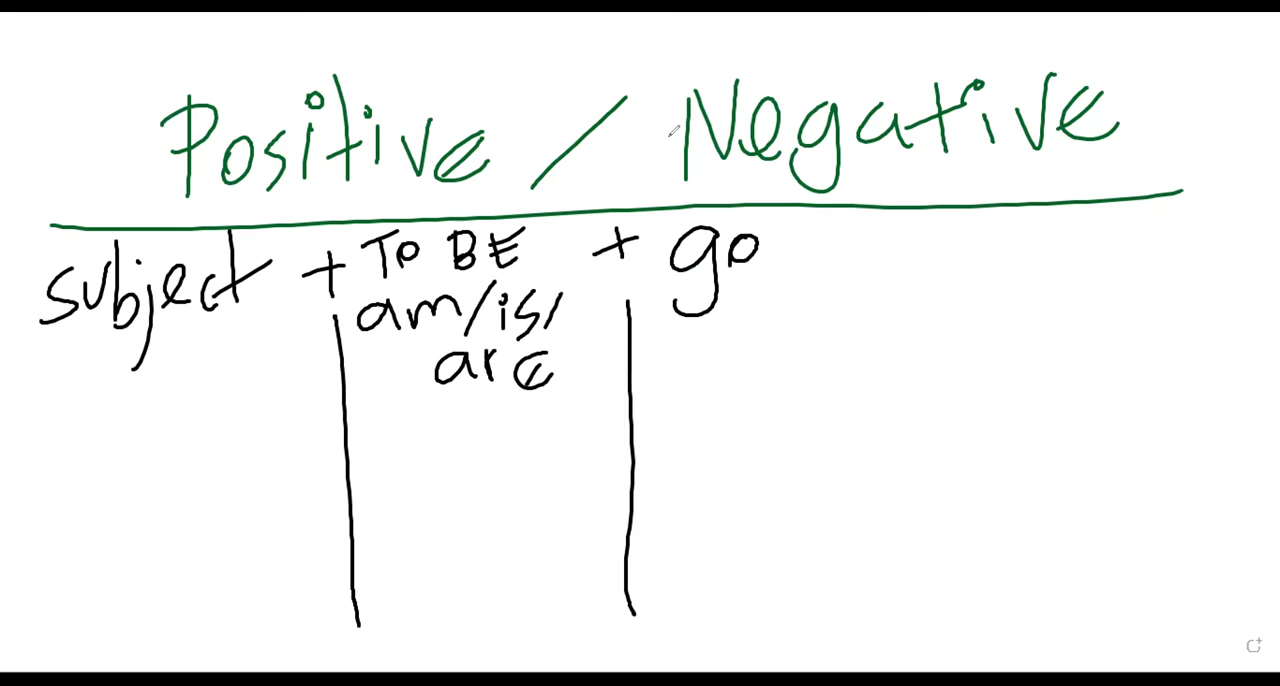 Positive / Negative
subject + TO BE + go
am/is/
are